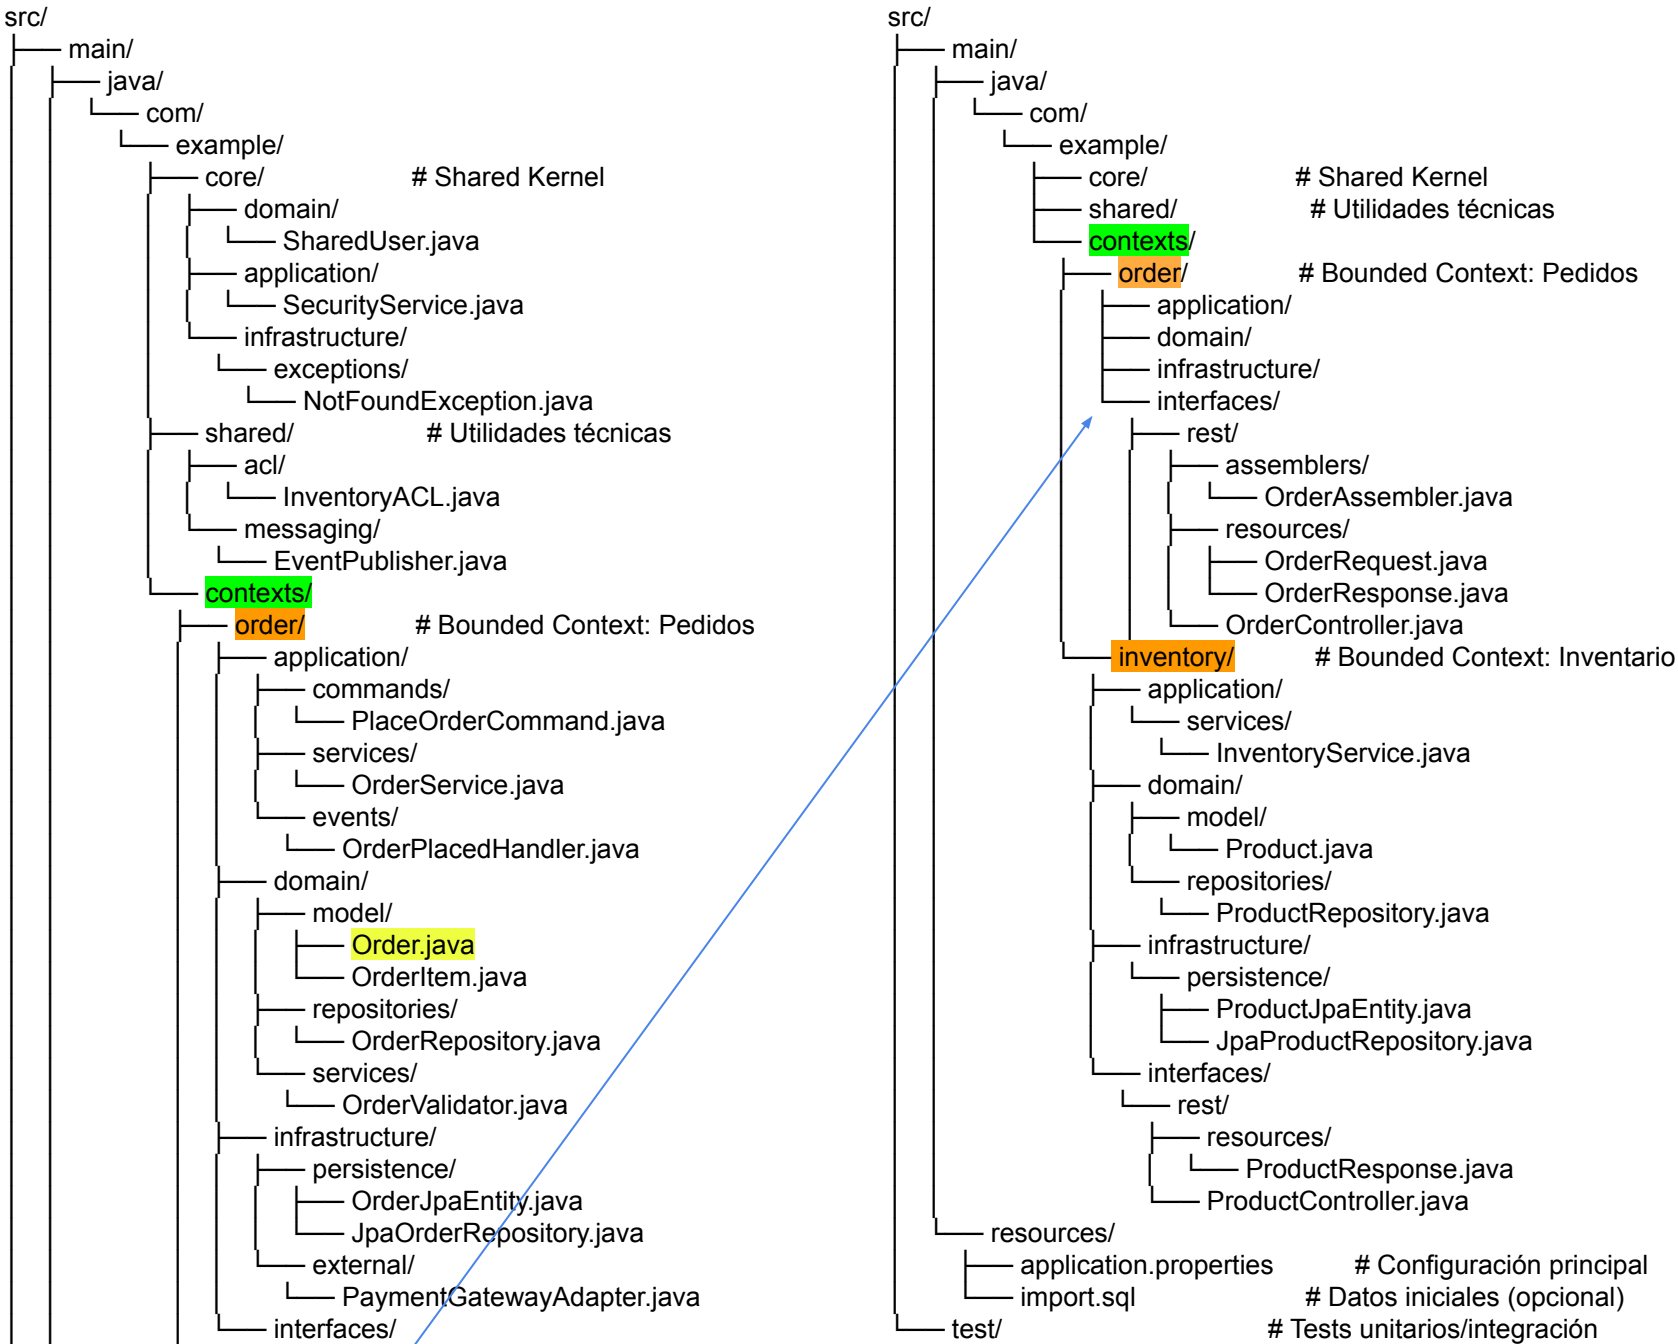 src/
main/
java/
com/
example/
core/ # Shared Kernel
domain/
SharedUser.java
application/
SecurityService.java
infrastructure/
exceptions/
NotFoundException.java
shared/ # Utilidades técnicas
acl/
InventoryACL.java
messaging/
EventPublisher.java
contexts/
order/ # Bounded Context: Pedidos
application/
commands/
PlaceOrderCommand.java
services/
OrderService.java
events/
OrderPlacedHandler.java
domain/
model/
Order.java
OrderItem.java
repositories/
OrderRepository.java
services/
OrderValidator.java
infrastructure/
persistence/
OrderJpaEntity.java
JpaOrderRepository.java
external/
PaymentGatewayAdapter.java
interfaces/
src/
main/
java/
com/
example/
core/ # Shared Kernel
shared/ # Utilidades técnicas
contexts/
order/ # Bounded Context: Pedidos
application/
domain/
infrastructure/
interfaces/
rest/
assemblers/
OrderAssembler.java
resources/
OrderRequest.java
OrderResponse.java
OrderController.java
inventory/ # Bounded Context: Inventario
application/
services/
InventoryService.java
domain/
model/
Product.java
repositories/
ProductRepository.java
infrastructure/
persistence/
ProductJpaEntity.java
JpaProductRepository.java
interfaces/
rest/
resources/
ProductResponse.java
ProductController.java
resources/
application.properties # Configuración principal
import.sql # Datos iniciales (opcional)
test/ # Tests unitarios/integración